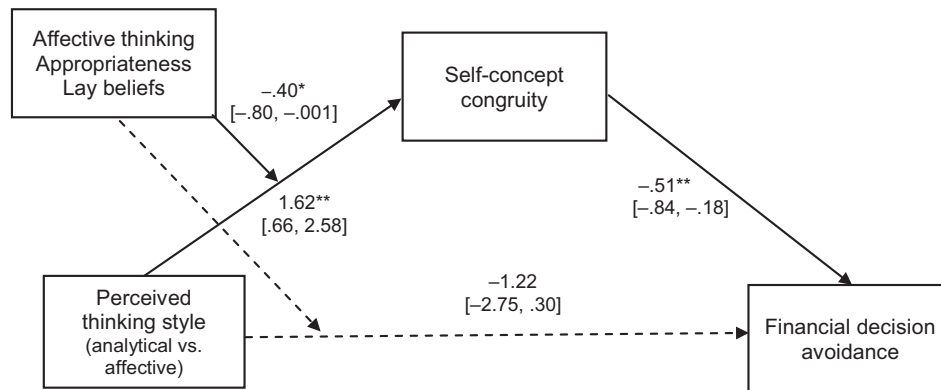 Affective thinking
Appropriateness
Lay beliefs
–.40*
[–.80, –.001]
Self-concept
congruity
1.62**
[.66, 2.58]
–.51**
[–.84, –.18]
Perceived
thinking style
(analytical vs.
affective)
–1.22
[–2.75, .30]
Financial decision
avoidance